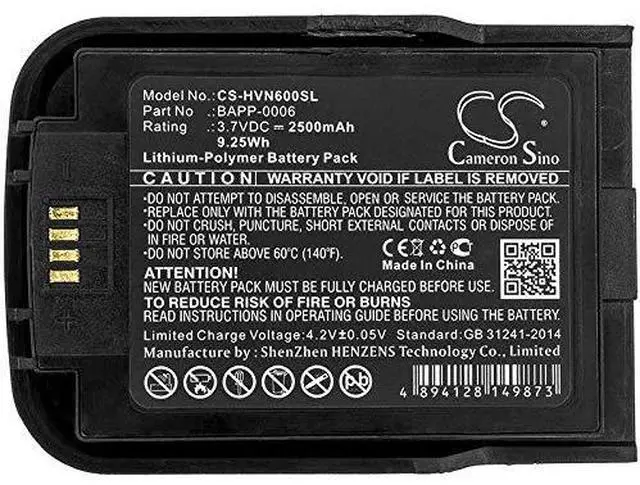 Model No.:CS-HVN600SL
Part No :BAPP-0006
Rating :3.7VDC ⎓ 2500mAh
9.25Wh
Lithium-Polymer Battery Pack
CS
Cameron Sino
CAUTION WARRANTY VOID IF LABEL IS REMOVED
•DO NOT ATTEMPT TO DISASSEMBLE, OPEN OR SERVICE THE BATTERY PACK.
•REPLACE ONLY WITH THE BATTERY PACK DESIGNATED FOR THE PRODUCT.
•DO NOT CRUSH, PUNCTURE, SHORT EXTERNAL CONTACTS OR DISPOSE OF
IN FIRE OR WATER.
•DO NOT STORE ABOVE 60℃ (140℉).
CE
Made In China
ATTENTION!
NEW BATTERY PACK MUST BE FULLY CHARGED BEFORE USE
TO REDUCE RISK OF FIRE OR BURNS
READ INSTRUCTIONS IN OPERATING GUIDE BEFORE USING BATTERY
Limited Charge Voltage:4.2V±0.05V Standard:GB 31241-2014
Manufacture by : ShenZhen HENZENS Technology Co., Limited
Pb
4 894128 149873
- +